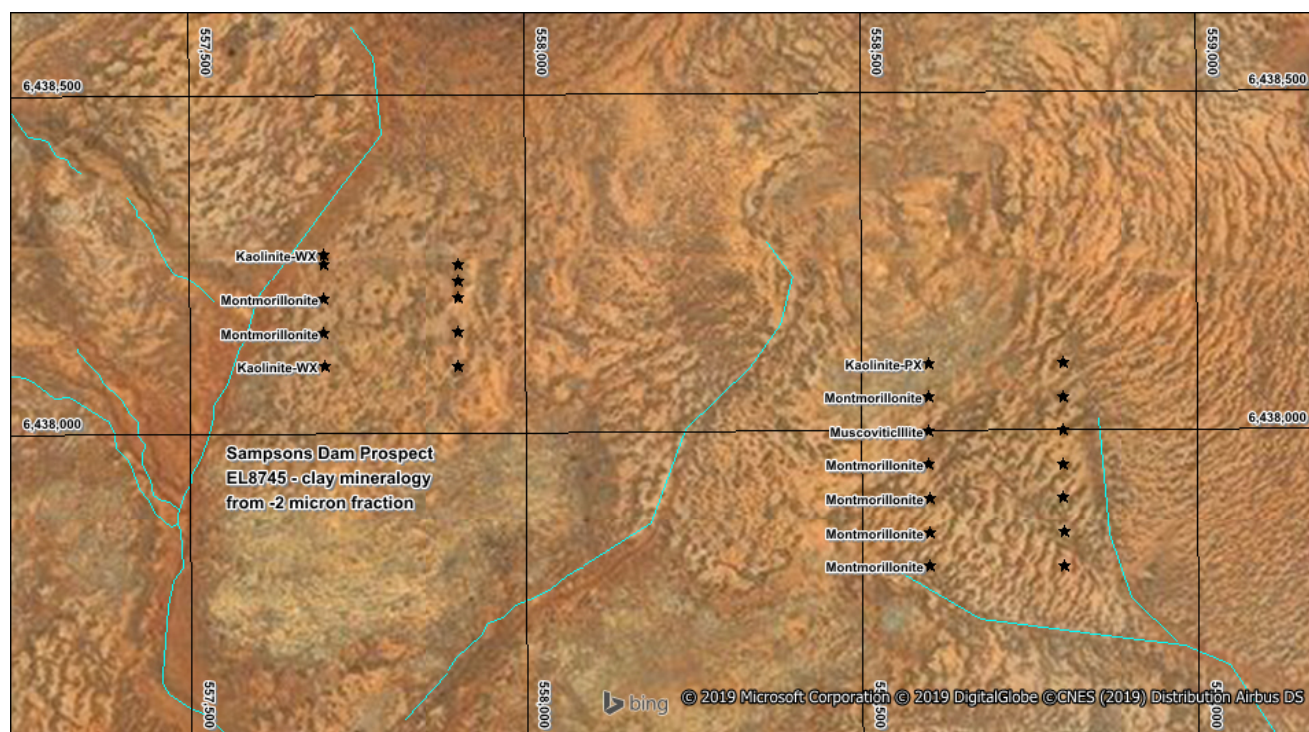 557,500
558,000
558,500
559,000
6,438,500
6,438,500
Kaolinite-WX
Montmorillonite
Montmorillonite
Kaolinite-WX
Kaolinite-PX
Montmorillonite
6,438,000
6,438,000
MuscoviticIllite
Sampsons Dam Prospect
EL8745 - clay mineralogy
from -2 micron fraction
Montmorillonite
Montmorillonite
Montmorillonite
Montmorillonite
557,500
558,000
559,000
bing
© 2019 Microsoft Corporation © 2019 DigitalGlobe ©CNES (2019) Distribution Airbus DS